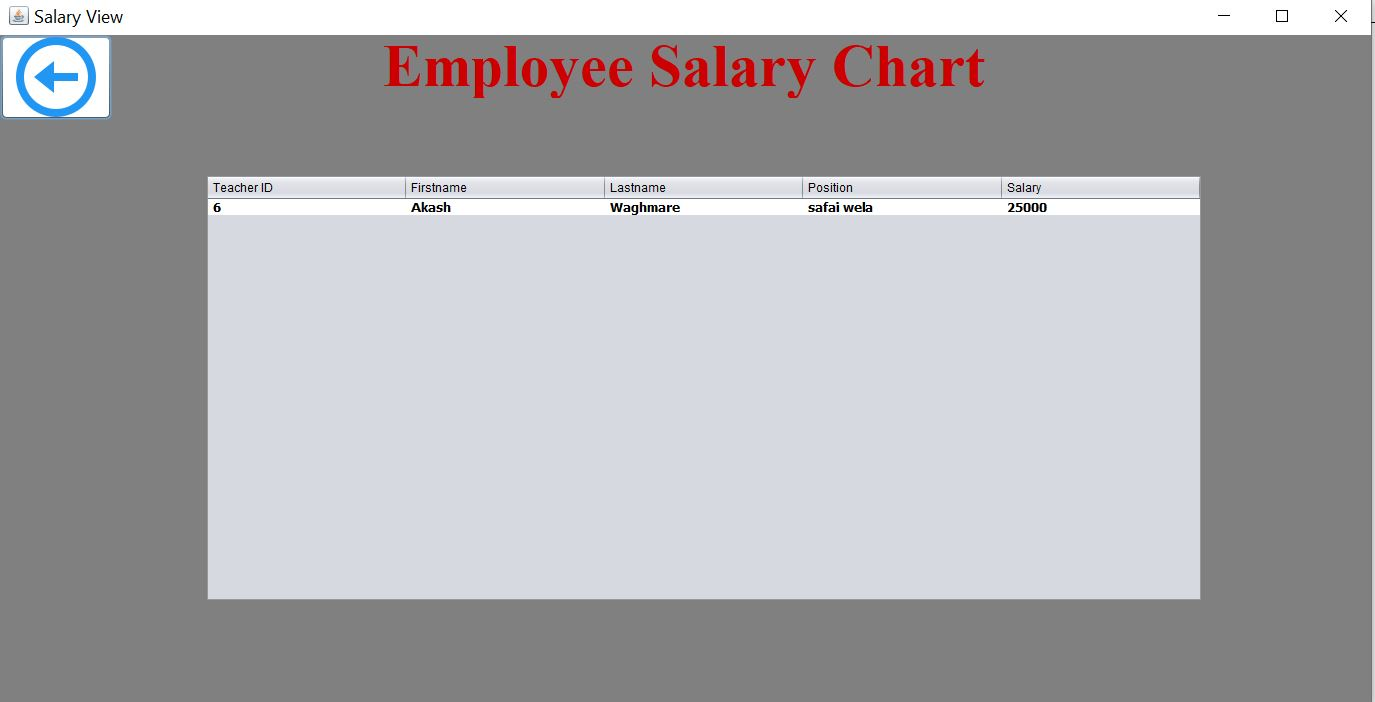 Salary View
Employee Salary Chart
Teacher ID Firstname Lastname Position Salary
6 Akash Waghmare safai wela 25000